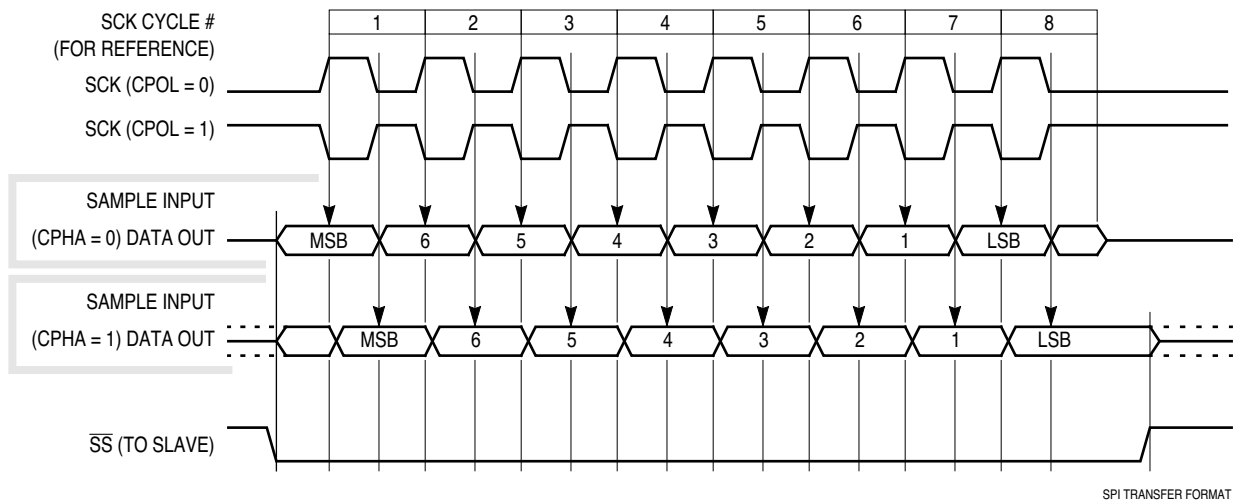 SCK CYCLE #
(FOR REFERENCE)
1 2 3 4 5 6 7 8
SCK (CPOL = 0)
SCK (CPOL = 1)
SAMPLE INPUT
(CPHA = 0) DATA OUT
MSB 6 5 4 3 2 1 LSB
SAMPLE INPUT
(CPHA = 1) DATA OUT
MSB 6 5 4 3 2 1 LSB
SS (TO SLAVE)
SPI TRANSFER FORMAT